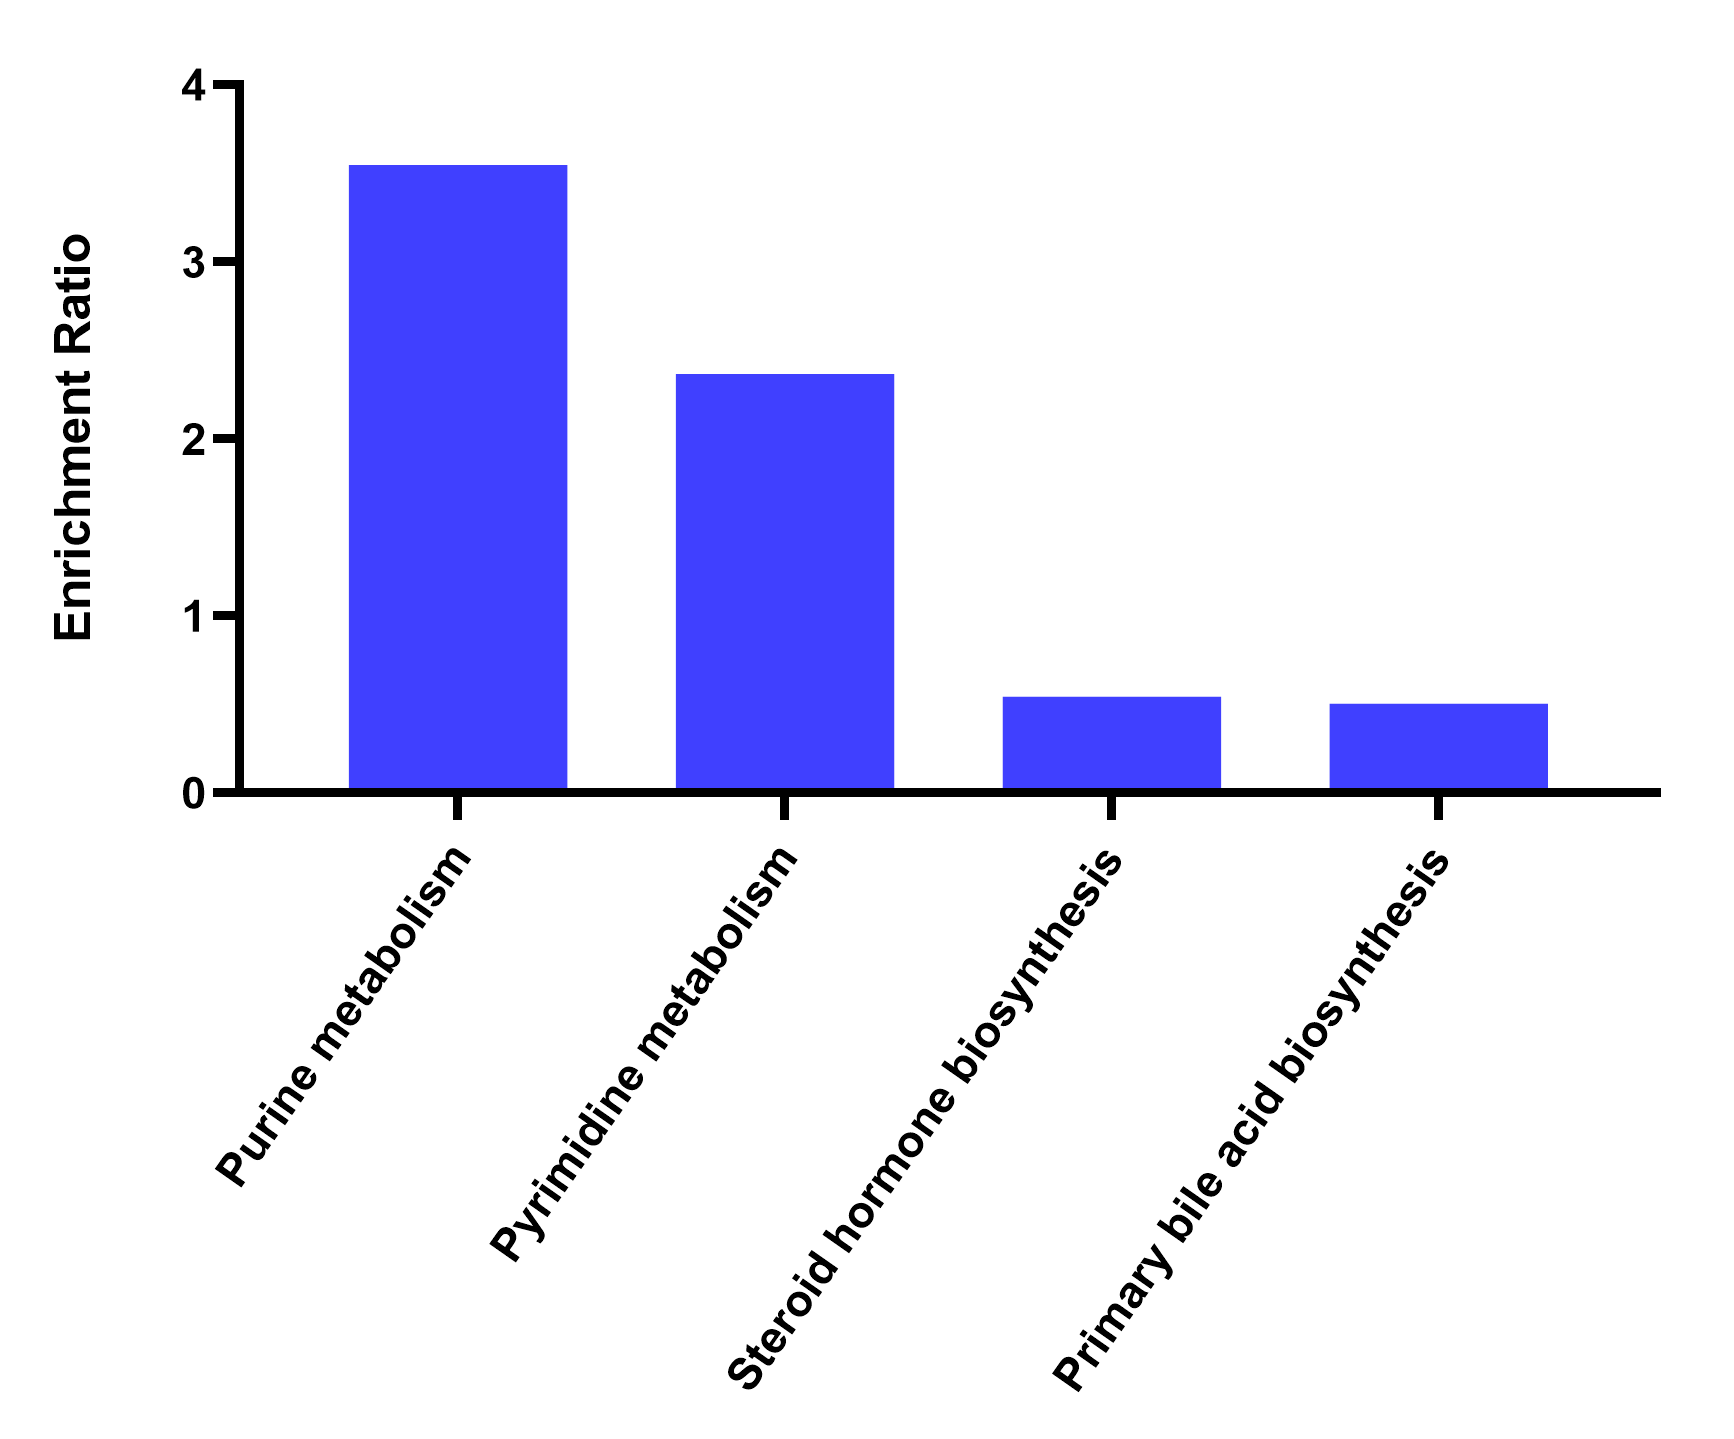 Enrichment Ratio
4
3
2
1
0
Purine metabolism
Pyrimidine metabolism
Steroid hormone biosynthesis
Primary bile acid biosynthesis